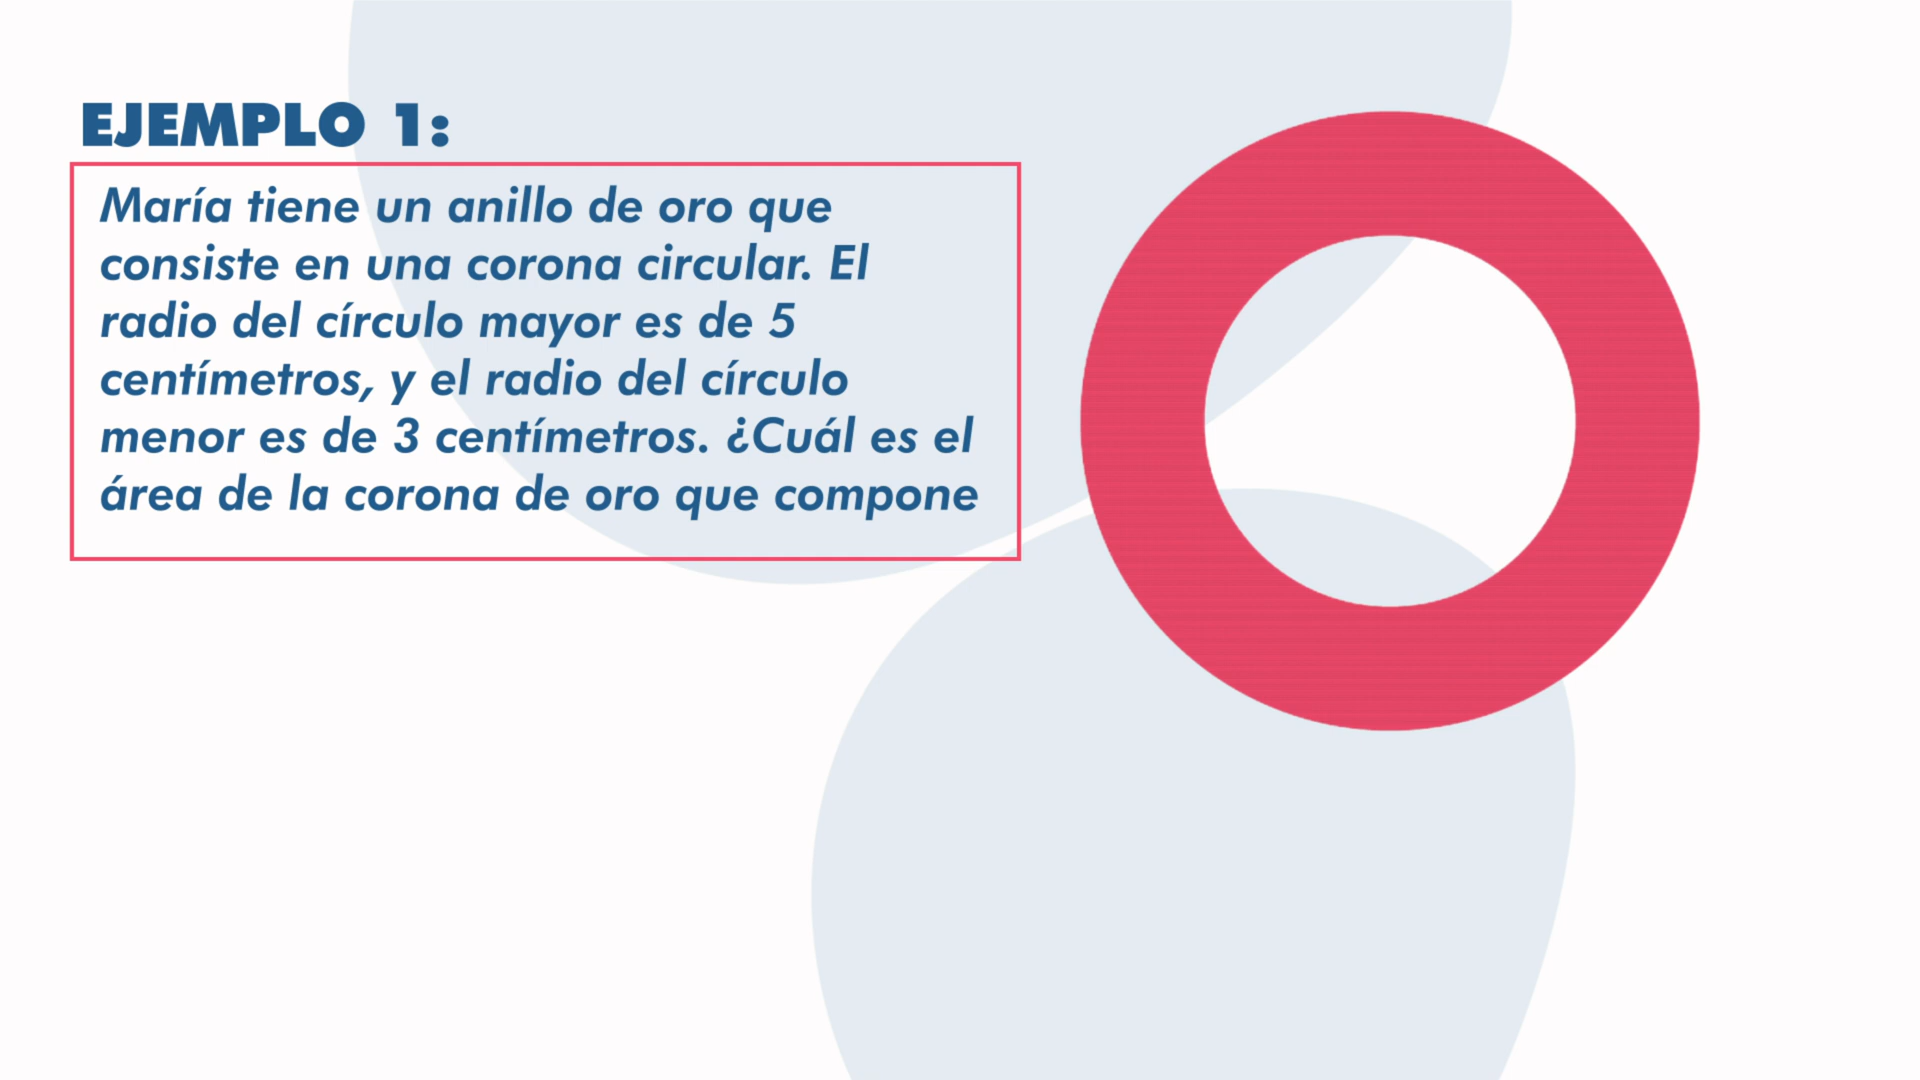 EJEMPLO 1:
María tiene un anillo de oro que
consiste en una corona circular. El
radio del círculo mayor es de 5
centímetros, y el radio del círculo
menor es de 3 centímetros. ¿Cuál es el
área de la corona de oro que compone